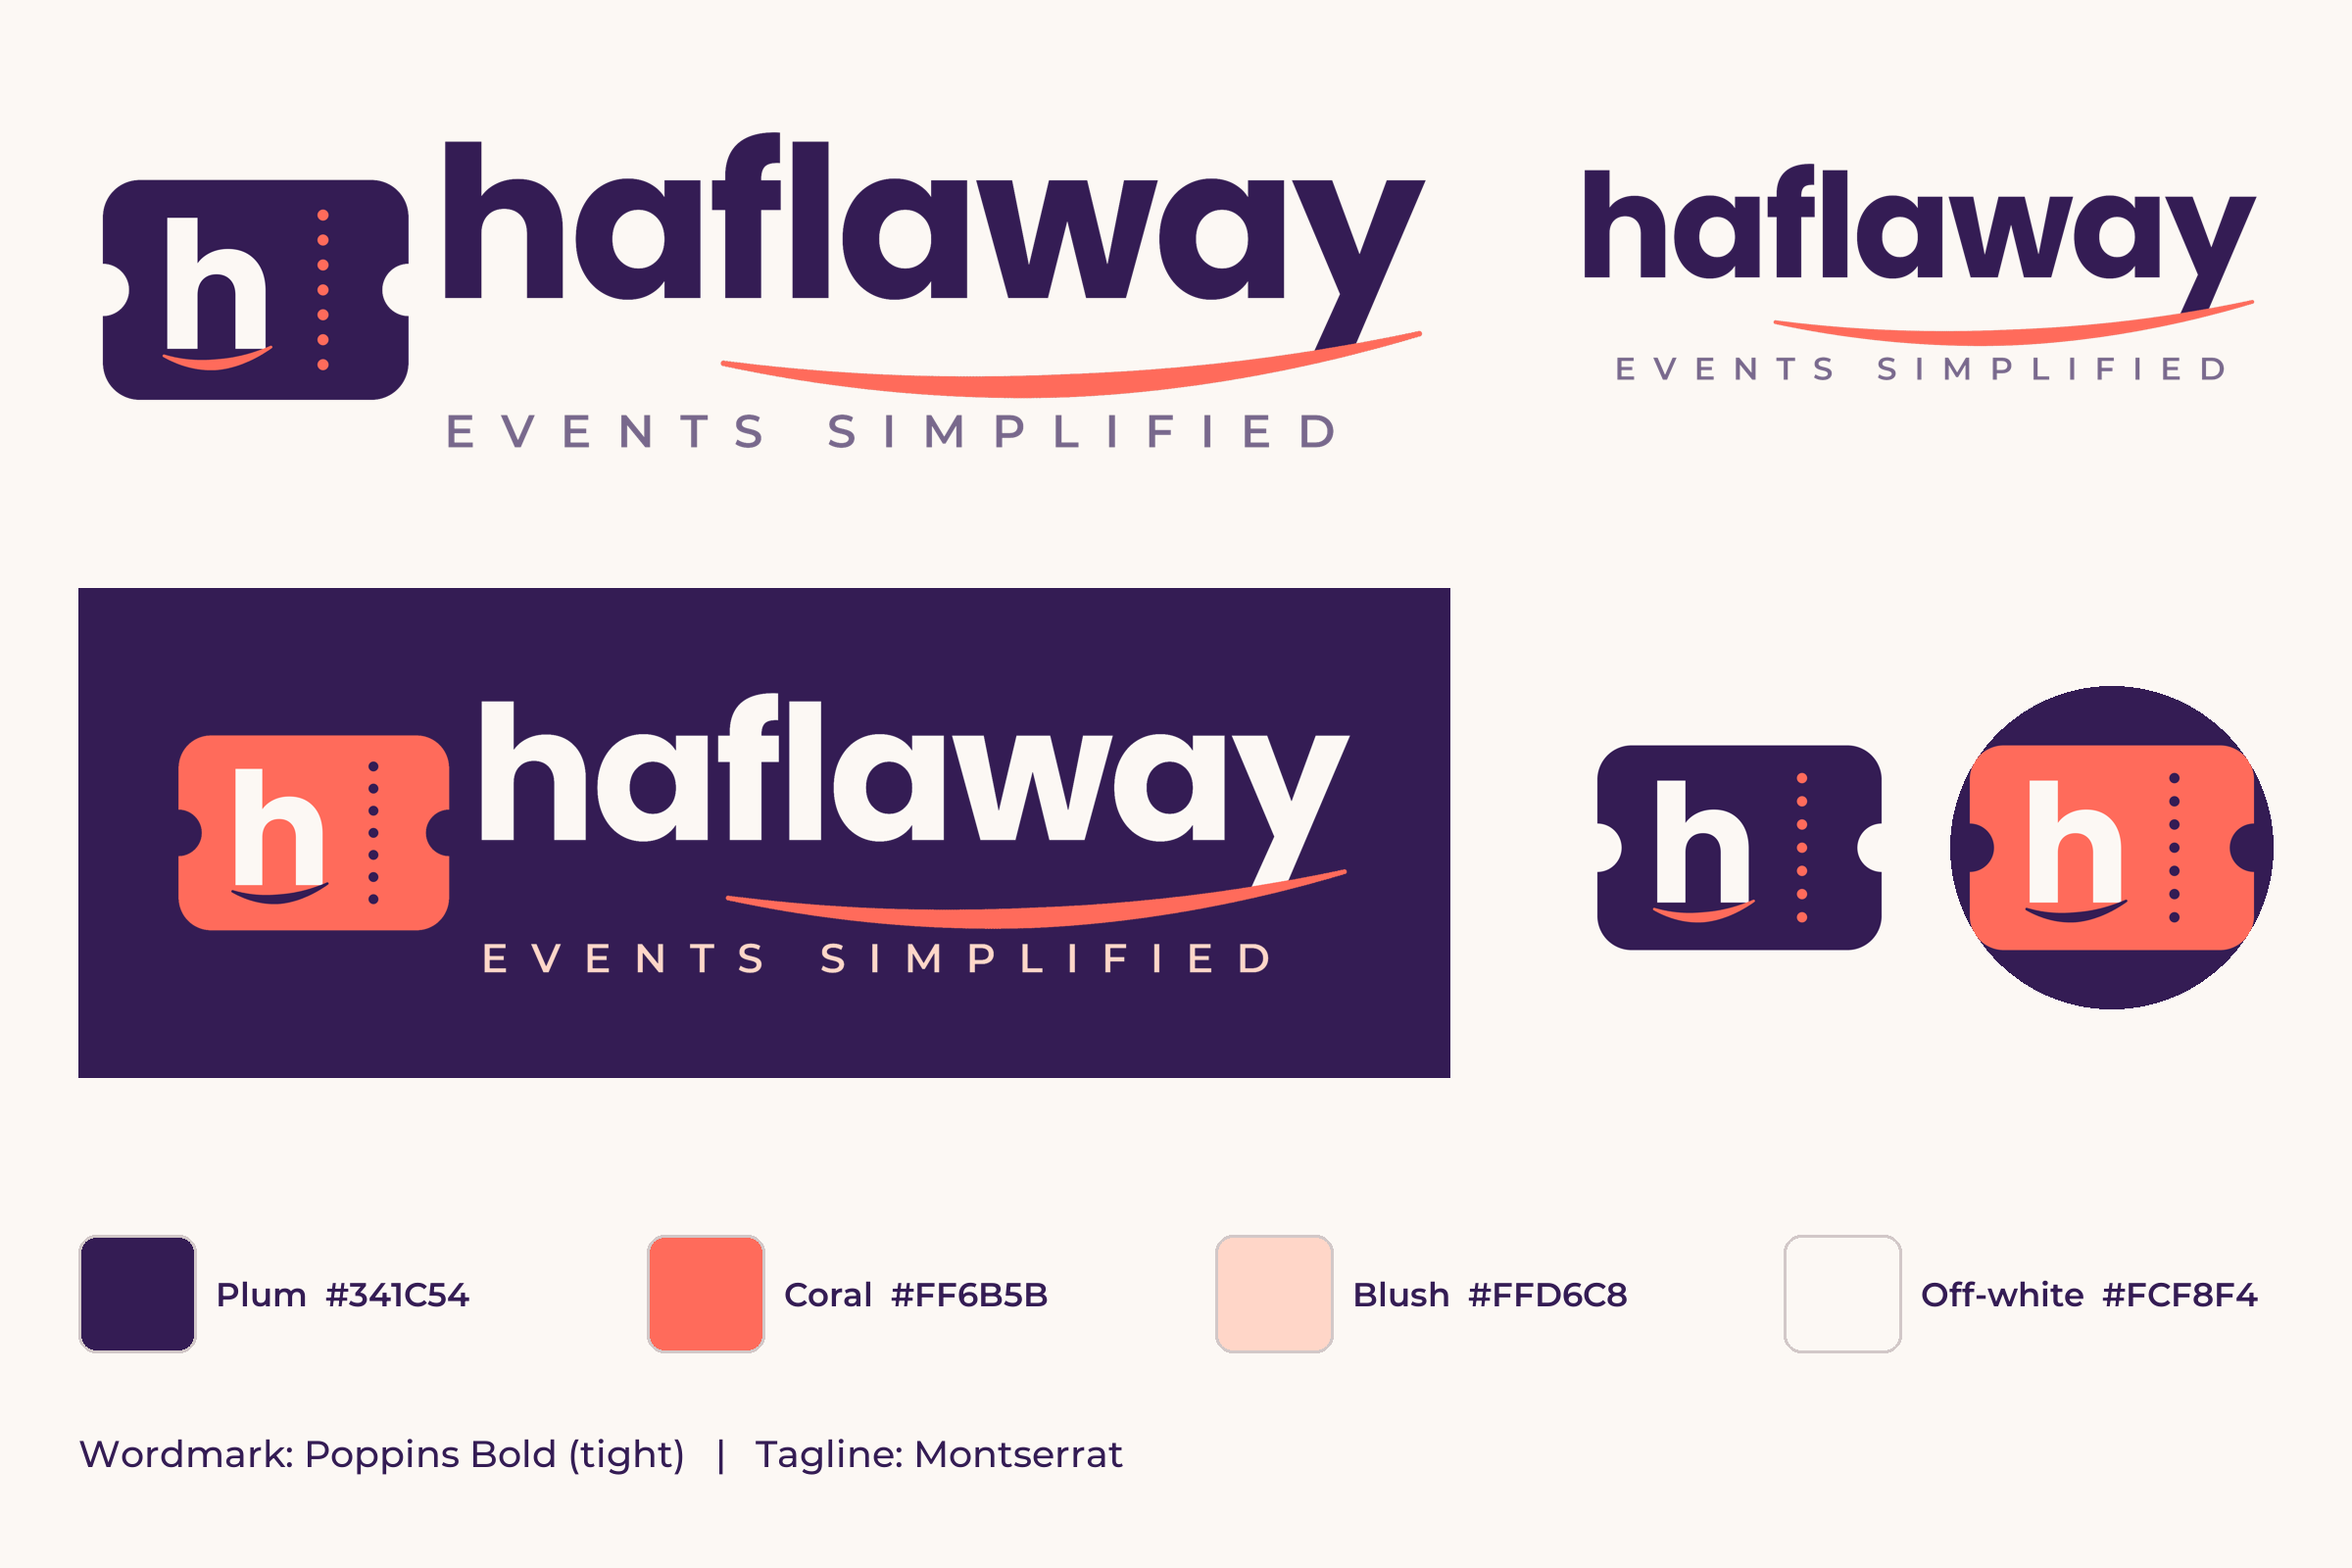 h haflaway
EVENTS SIMPLIFIED
haflaway
EVENTS SIMPLIFIED
h haflaway
EVENTS SIMPLIFIED
h
h
Plum #341C54
Coral #FF6B5B
Blush #FFD6C8
Off-white #FCF8F4
Wordmark: Poppins Bold (tight) | Tagline: Montserrat